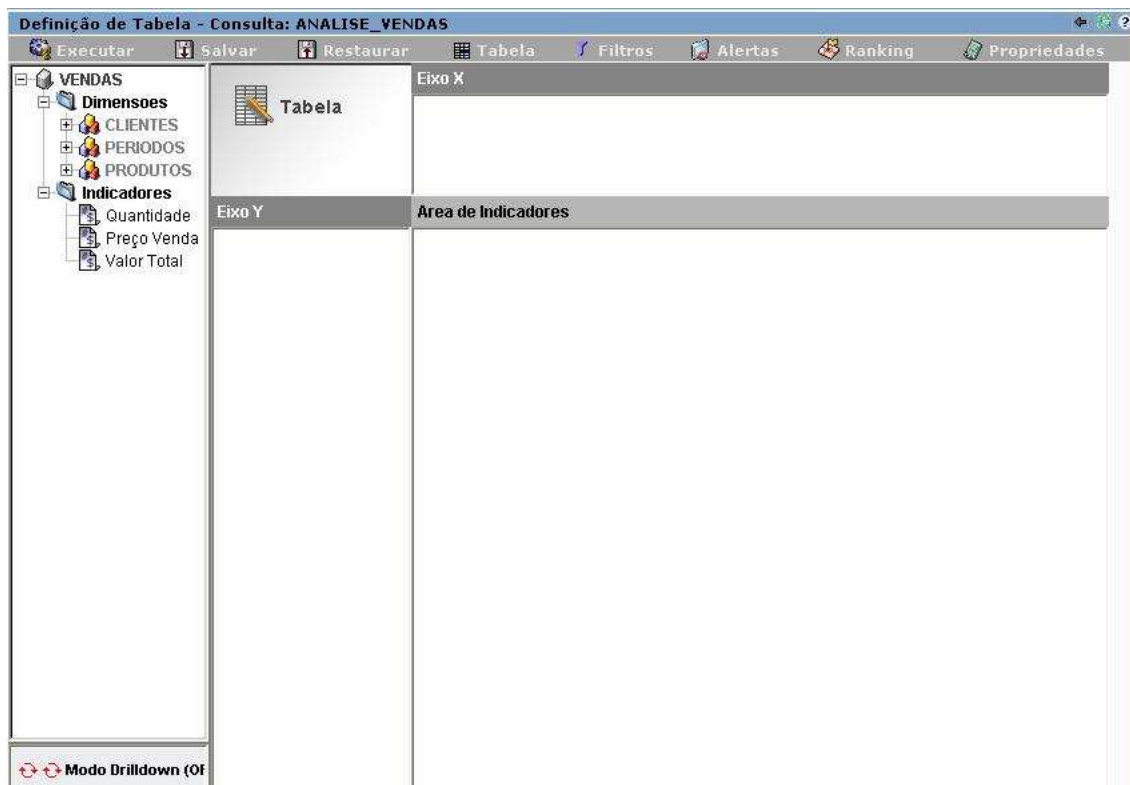 Definição de Tabela - Consulta: ANALISE_VENDAS ?
Executar Salvar Restaurar Tabela Filtros Alertas Ranking Propriedades
VENDAS
Dimensoes
CLIENTES
PERIODOS
PRODUTOS
Indicadores
Quantidade
Preço Venda
Valor Total
Tabela
Eixo X
Eixo Y
Area de Indicadores
Modo Drilldown (OF